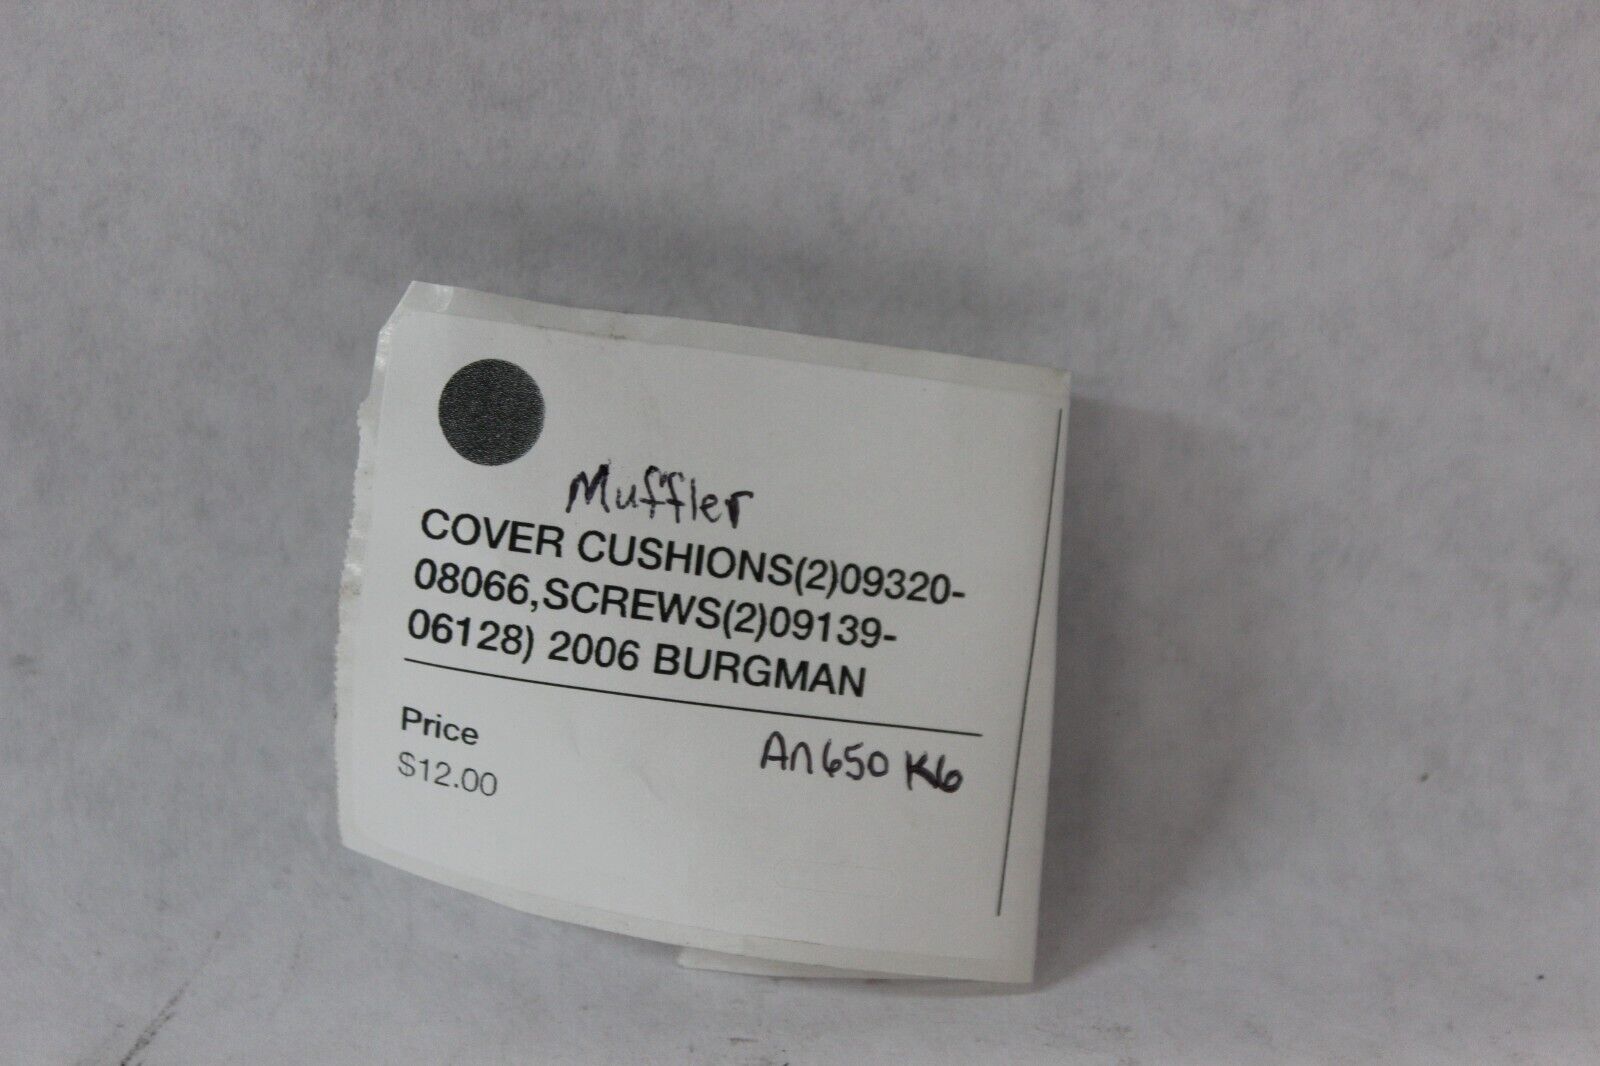 Muffler
COVER CUSHIONS(2)09320-
08066,SCREWS(2)09139-
06128) 2006 BURGMAN
Price
$12.00
An650 K6